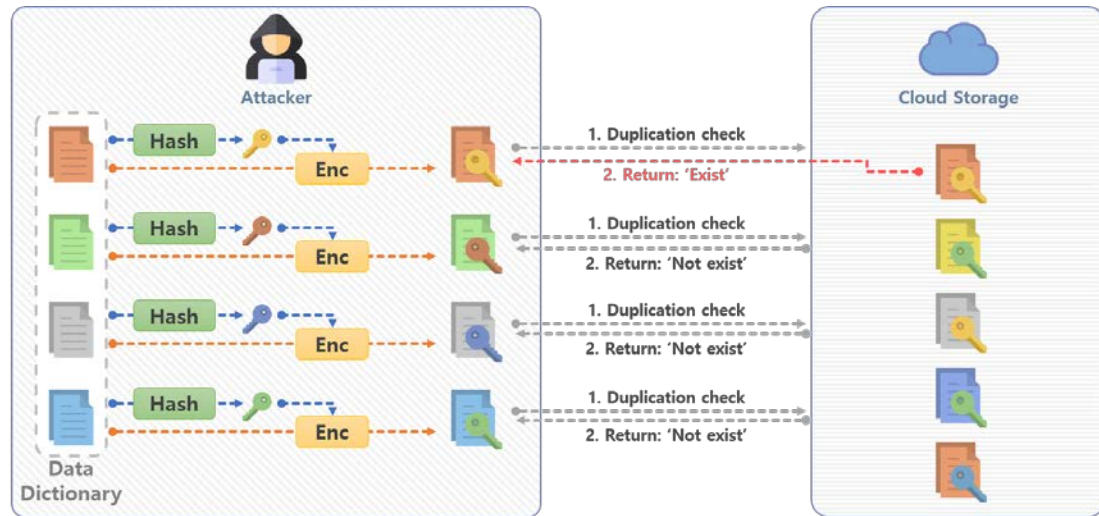 Attacker
Cloud Storage
Hash
Enc
1. Duplication check
2. Return: ‘Exist’
Hash
Enc
1. Duplication check
2. Return: ‘Not exist’
Hash
Enc
1. Duplication check
2. Return: ‘Not exist’
Hash
Enc
1. Duplication check
2. Return: ‘Not exist’
Data
Dictionary